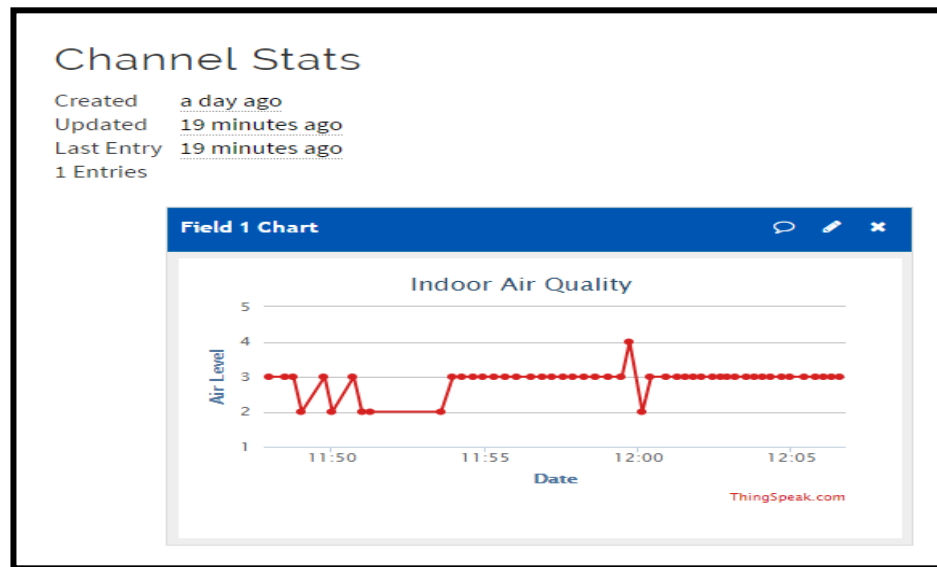 Channel Stats
Created a day ago
Updated 19 minutes ago
Last Entry 19 minutes ago
1 Entries
Field 1 Chart
Indoor Air Quality
Air Level
5
4
3
2
1
11:50 11:55 12:00 12:05
Date
ThingSpeak.com